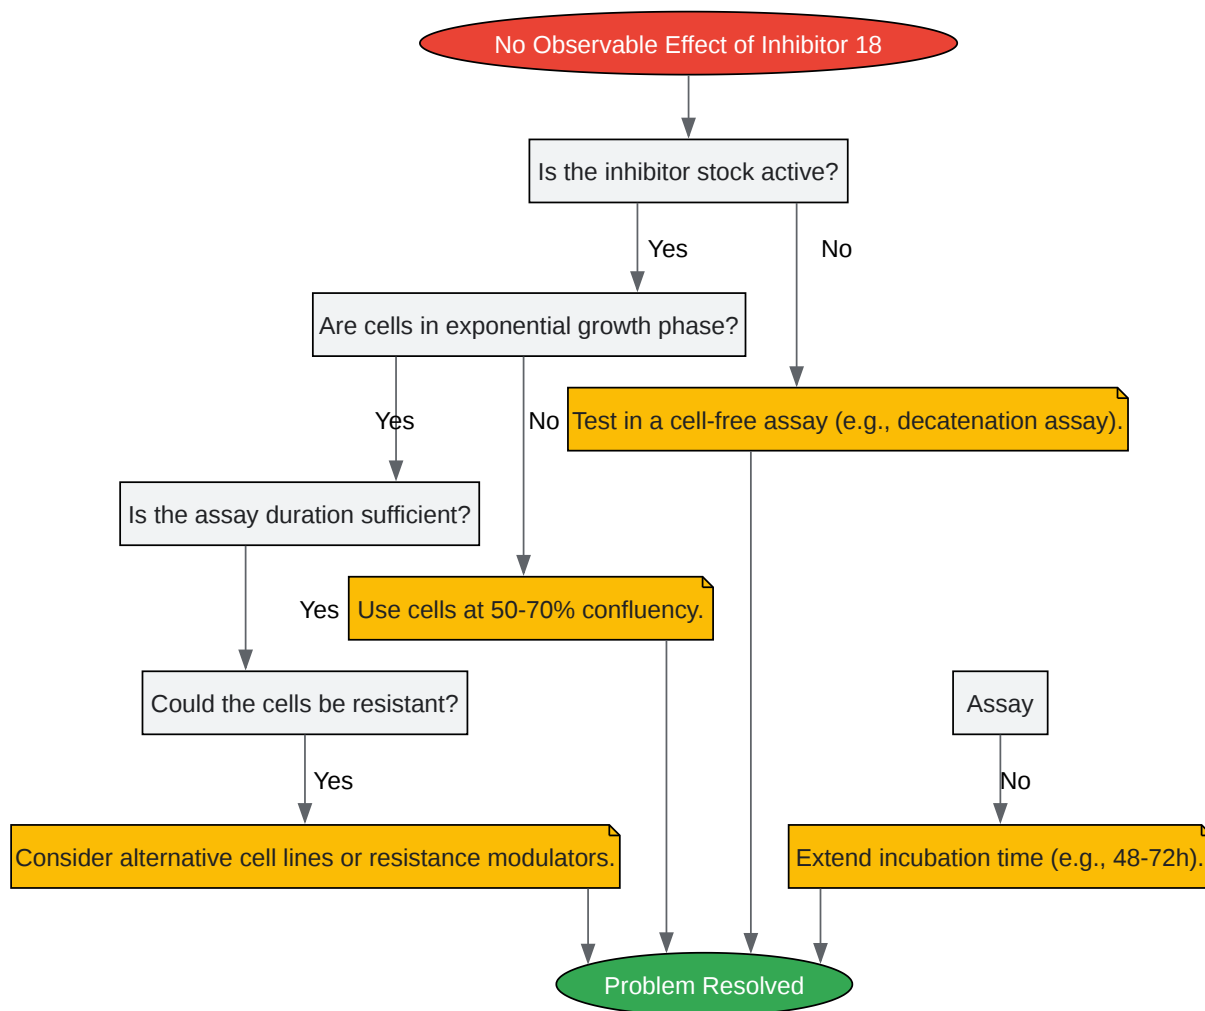 No Observable Effect of Inhibitor 18
Is the inhibitor stock active?
Yes
No
Are cells in exponential growth phase?
Yes
No
Test in a cell-free assay (e.g., decatenation assay).
Is the assay duration sufficient?
Yes
Use cells at 50-70% confluency.
Could the cells be resistant?
Assay
Yes
No
Consider alternative cell lines or resistance modulators.
Extend incubation time (e.g., 48-72h).
Problem Resolved